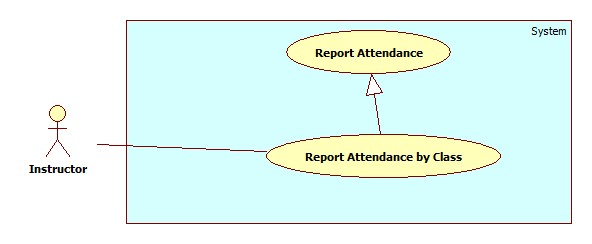 System
Report Attendance
Report Attendance by Class
Instructor